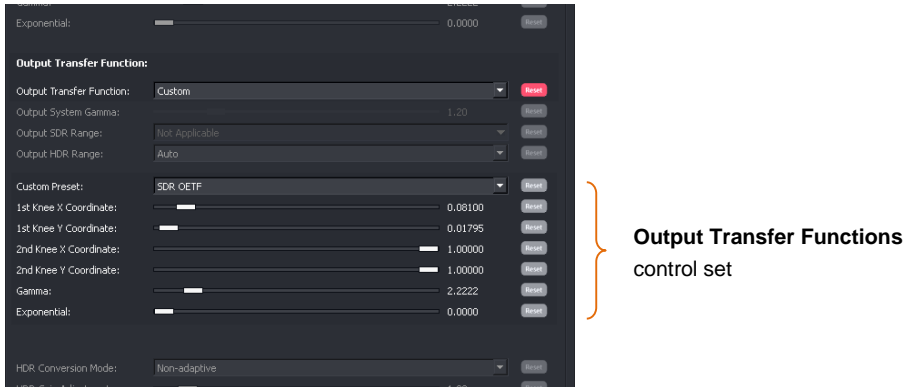 Gamma: 2.2222
Exponential: 0.0000 Reset
Output Transfer Function:
Output Transfer Function: Custom Reset
Output System Gamma: 1.20 Reset
Output SDR Range: Not Applicable Reset
Output HDR Range: Auto Reset
Custom Preset: SDR OETF Reset
1st Knee X Coordinate: 0.08100 Reset
1st Knee Y Coordinate: 0.01795 Reset
2nd Knee X Coordinate: 1.00000 Reset
2nd Knee Y Coordinate: 1.00000 Reset
Gamma: 2.2222 Reset
Exponential: 0.0000 Reset
HDR Conversion Mode: Non-adaptive Reset
Output Transfer Functions
control set